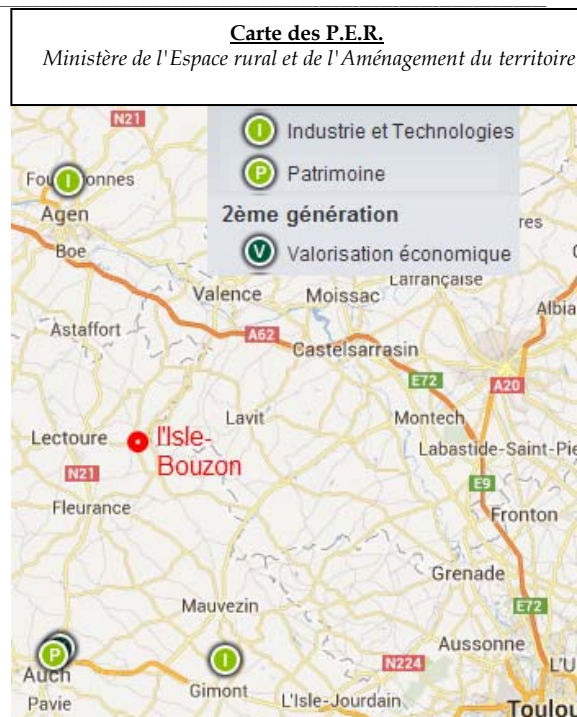 Carte des P.E.R.
Ministère de l'Espace rural et de l'Aménagement du territoire
N21
I Industrie et Technologies
P Patrimoine
2ème génération
V Valorisation économique
I
Agen
Boe
res
Lafrançaise
Valence
Moissac
Albia
Astaffort
A62
Castelsarrasin
E72
A20
Lavit
Montech
Lectoure
l'Isle-
Bouzon
Labastide-Saint-Pie
N21
E9
Fleurance
Fronton
Grenade
Mauvezin
E72
P
Auch
I
Aussonne
N224
L'U
Gimont
Pavie
L'Isle-Jourdain
Toulou